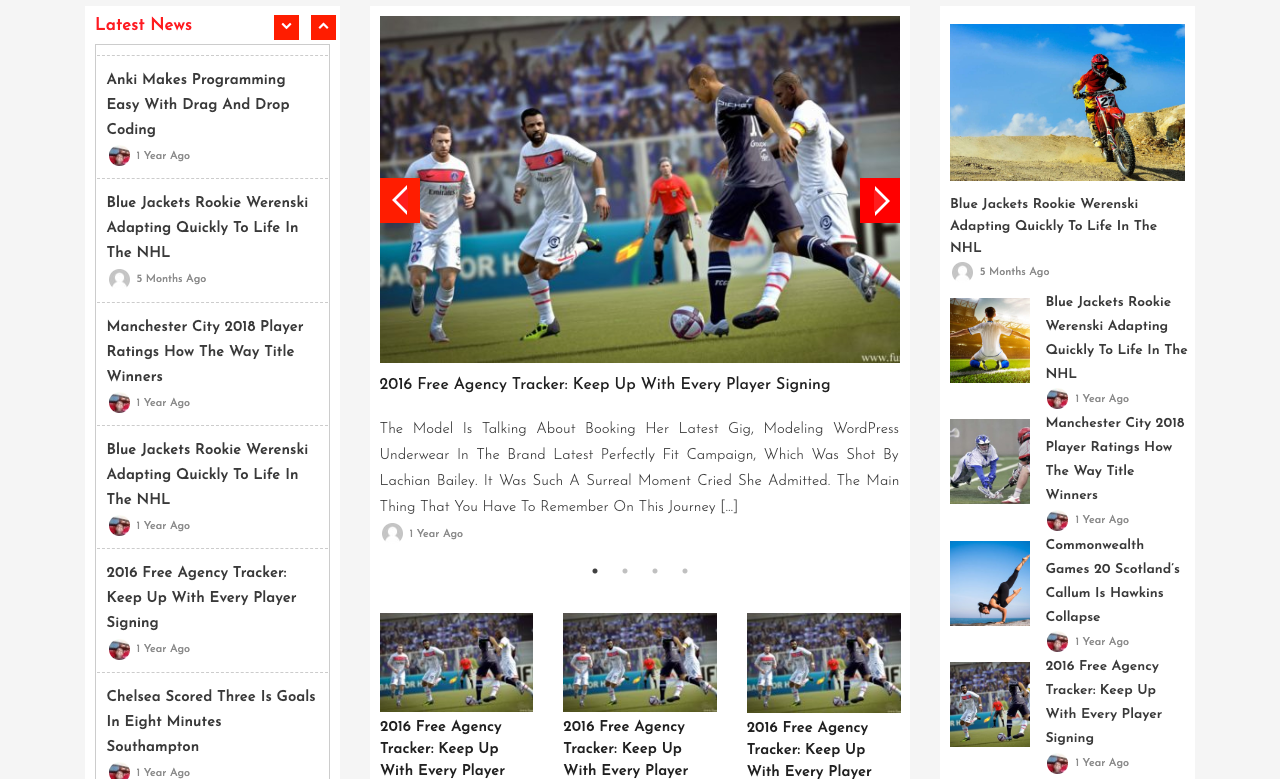 Latest News
Anki Makes Programming
Easy With Drag And Drop
Coding
1 Year Ago
Blue Jackets Rookie Werenski
Adapting Quickly To Life In
The NHL
5 Months Ago
Manchester City 2018 Player
Ratings How The Way Title
Winners
1 Year Ago
Blue Jackets Rookie Werenski
Adapting Quickly To Life In
The NHL
1 Year Ago
2016 Free Agency Tracker:
Keep Up With Every Player
Signing
1 Year Ago
Chelsea Scored Three Is Goals
In Eight Minutes
Southampton
1 Year Ago
2016 Free Agency Tracker: Keep Up With Every Player Signing
The Model Is Talking About Booking Her Latest Gig, Modeling WordPress
Underwear In The Brand Latest Perfectly Fit Campaign, Which Was Shot By
Lachian Bailey. It Was Such A Surreal Moment Cried She Admitted. The Main
Thing That You Have To Remember On This Journey […]
1 Year Ago
2016 Free Agency
Tracker: Keep Up
With Every Player
2016 Free Agency
Tracker: Keep Up
With Every Player
2016 Free Agency
Tracker: Keep Up
With Every Player
27
Blue Jackets Rookie Werenski
Adapting Quickly To Life In The
NHL
5 Months Ago
Blue Jackets Rookie
Werenski Adapting
Quickly To Life In The
NHL
1 Year Ago
Manchester City 2018
Player Ratings How
The Way Title
Winners
1 Year Ago
Commonwealth
Games 20 Scotland’s
Callum Is Hawkins
Collapse
1 Year Ago
2016 Free Agency
Tracker: Keep Up
With Every Player
Signing
1 Year Ago